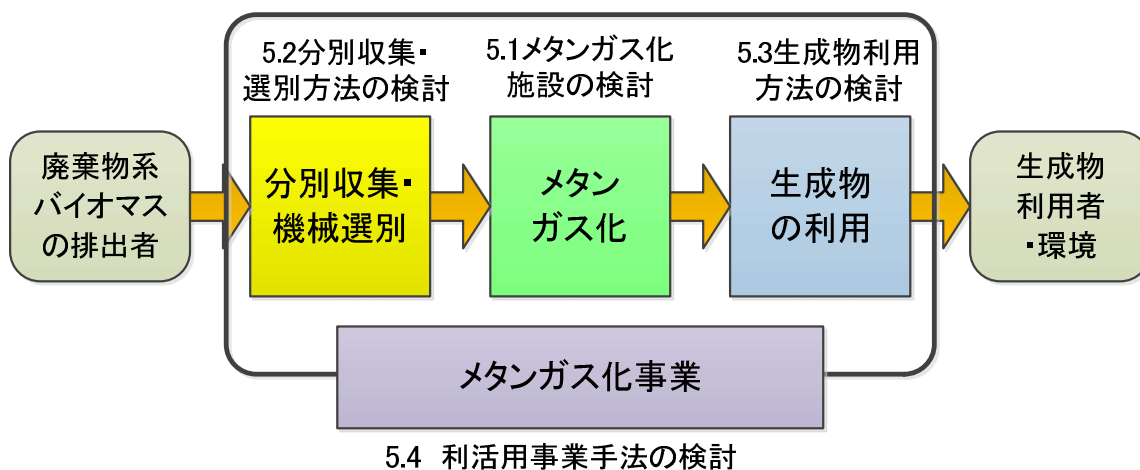 5.2分別収集・
選別方法の検討
5.1メタンガス化
施設の検討
5.3生成物利用
方法の検討
廃棄物系
バイオマス
の排出者
分別収集・
機械選別
メタン
ガス化
生成物
の利用
生成物
利用者
・環境
メタンガス化事業
5.4 利活用事業手法の検討